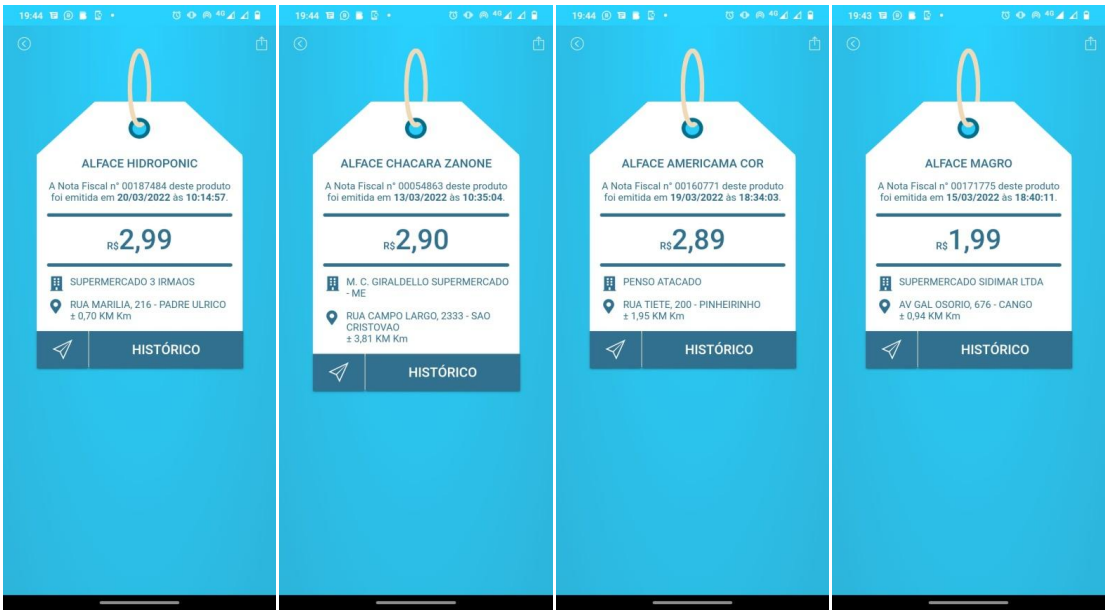 19:44
4G
ALFACE HIDROPONIC
A Nota Fiscal n° 00187484 deste produto
foi emitida em 20/03/2022 às 10:14:57.
R$2,99
SUPERMERCADO 3 IRMAOS
RUA MARILIA, 216 - PADRE ULRICO
± 0,70 KM Km
HISTÓRICO
19:44
4G
ALFACE CHACARA ZANONE
A Nota Fiscal n° 00054863 deste produto
foi emitida em 13/03/2022 às 10:35:04.
R$2,90
M. C. GIRALDELLO SUPERMERCADO
- ME
RUA CAMPO LARGO, 2333 - SAO
CRISTOVAO
± 3,81 KM Km
HISTÓRICO
19:44
4G
ALFACE AMERICAMA COR
A Nota Fiscal n° 00160771 deste produto
foi emitida em 19/03/2022 às 18:34:03.
R$2,89
PENSO ATACADO
RUA TIETE, 200 - PINHEIRINHO
± 1,95 KM Km
HISTÓRICO
19:43
4G
ALFACE MAGRO
A Nota Fiscal n° 00171775 deste produto
foi emitida em 15/03/2022 às 18:40:11.
R$1,99
SUPERMERCADO SIDIMAR LTDA
AV GAL OSORIO, 676 - CANGO
± 0,94 KM Km
HISTÓRICO